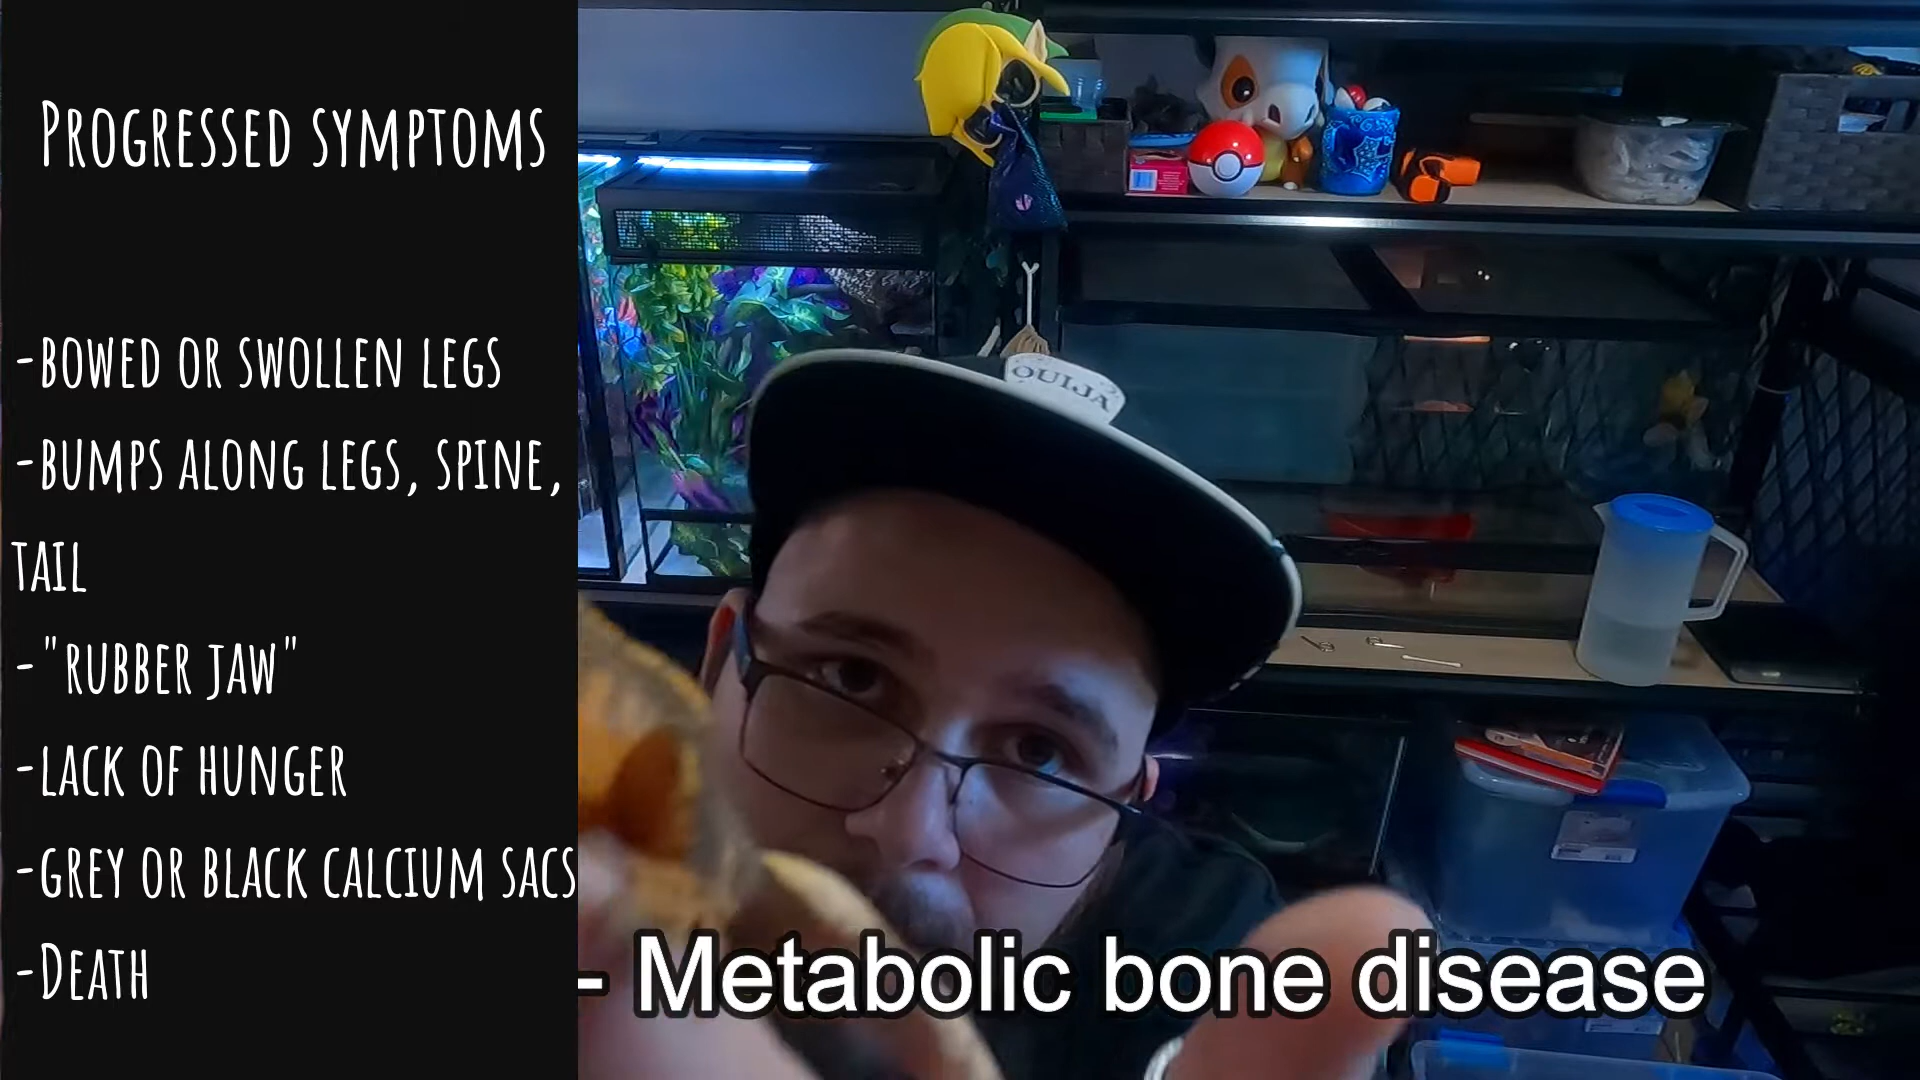 Progressed symptoms
-bowed or swollen legs
-bumps along legs, spine,
tail
-"rubber jaw"
-lack of hunger
-grey or black calcium sacs
-Death
OUIJA
- Metabolic bone disease